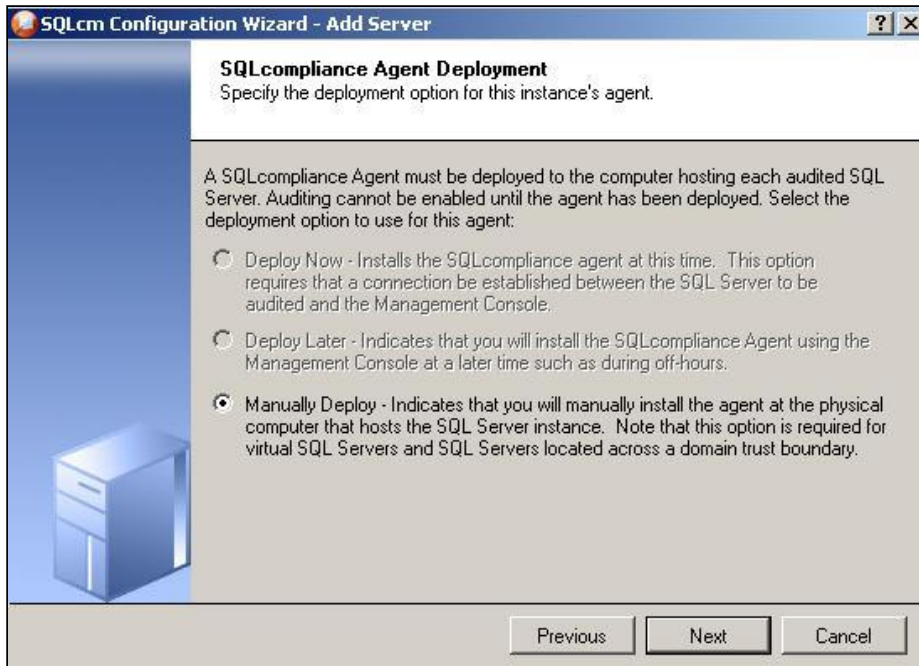 SQLcm Configuration Wizard - Add Server
SQLcompliance Agent Deployment
Specify the deployment option for this instance's agent.
A SQLcompliance Agent must be deployed to the computer hosting each audited SQL
Server. Auditing cannot be enabled until the agent has been deployed. Select the
deployment option to use for this agent:
Deploy Now - Installs the SQLcompliance agent at this time. This option
requires that a connection be established between the SQL Server to be
audited and the Management Console.
Deploy Later - Indicates that you will install the SQLcompliance Agent using the
Management Console at a later time such as during off-hours.
Manually Deploy - Indicates that you will manually install the agent at the physical
computer that hosts the SQL Server instance. Note that this option is required for
virtual SQL Servers and SQL Servers located across a domain trust boundary.
Previous Next Cancel